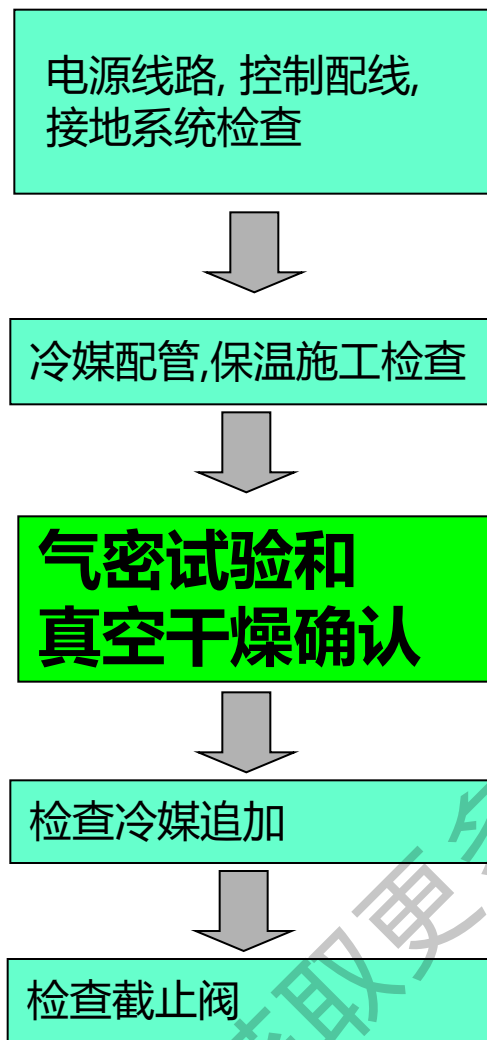 电源线路, 控制配线,
接地系统检查
冷媒配管,保温施工检查
气密试验和
真空干燥确认
检查冷媒追加
检查截止阀
取更